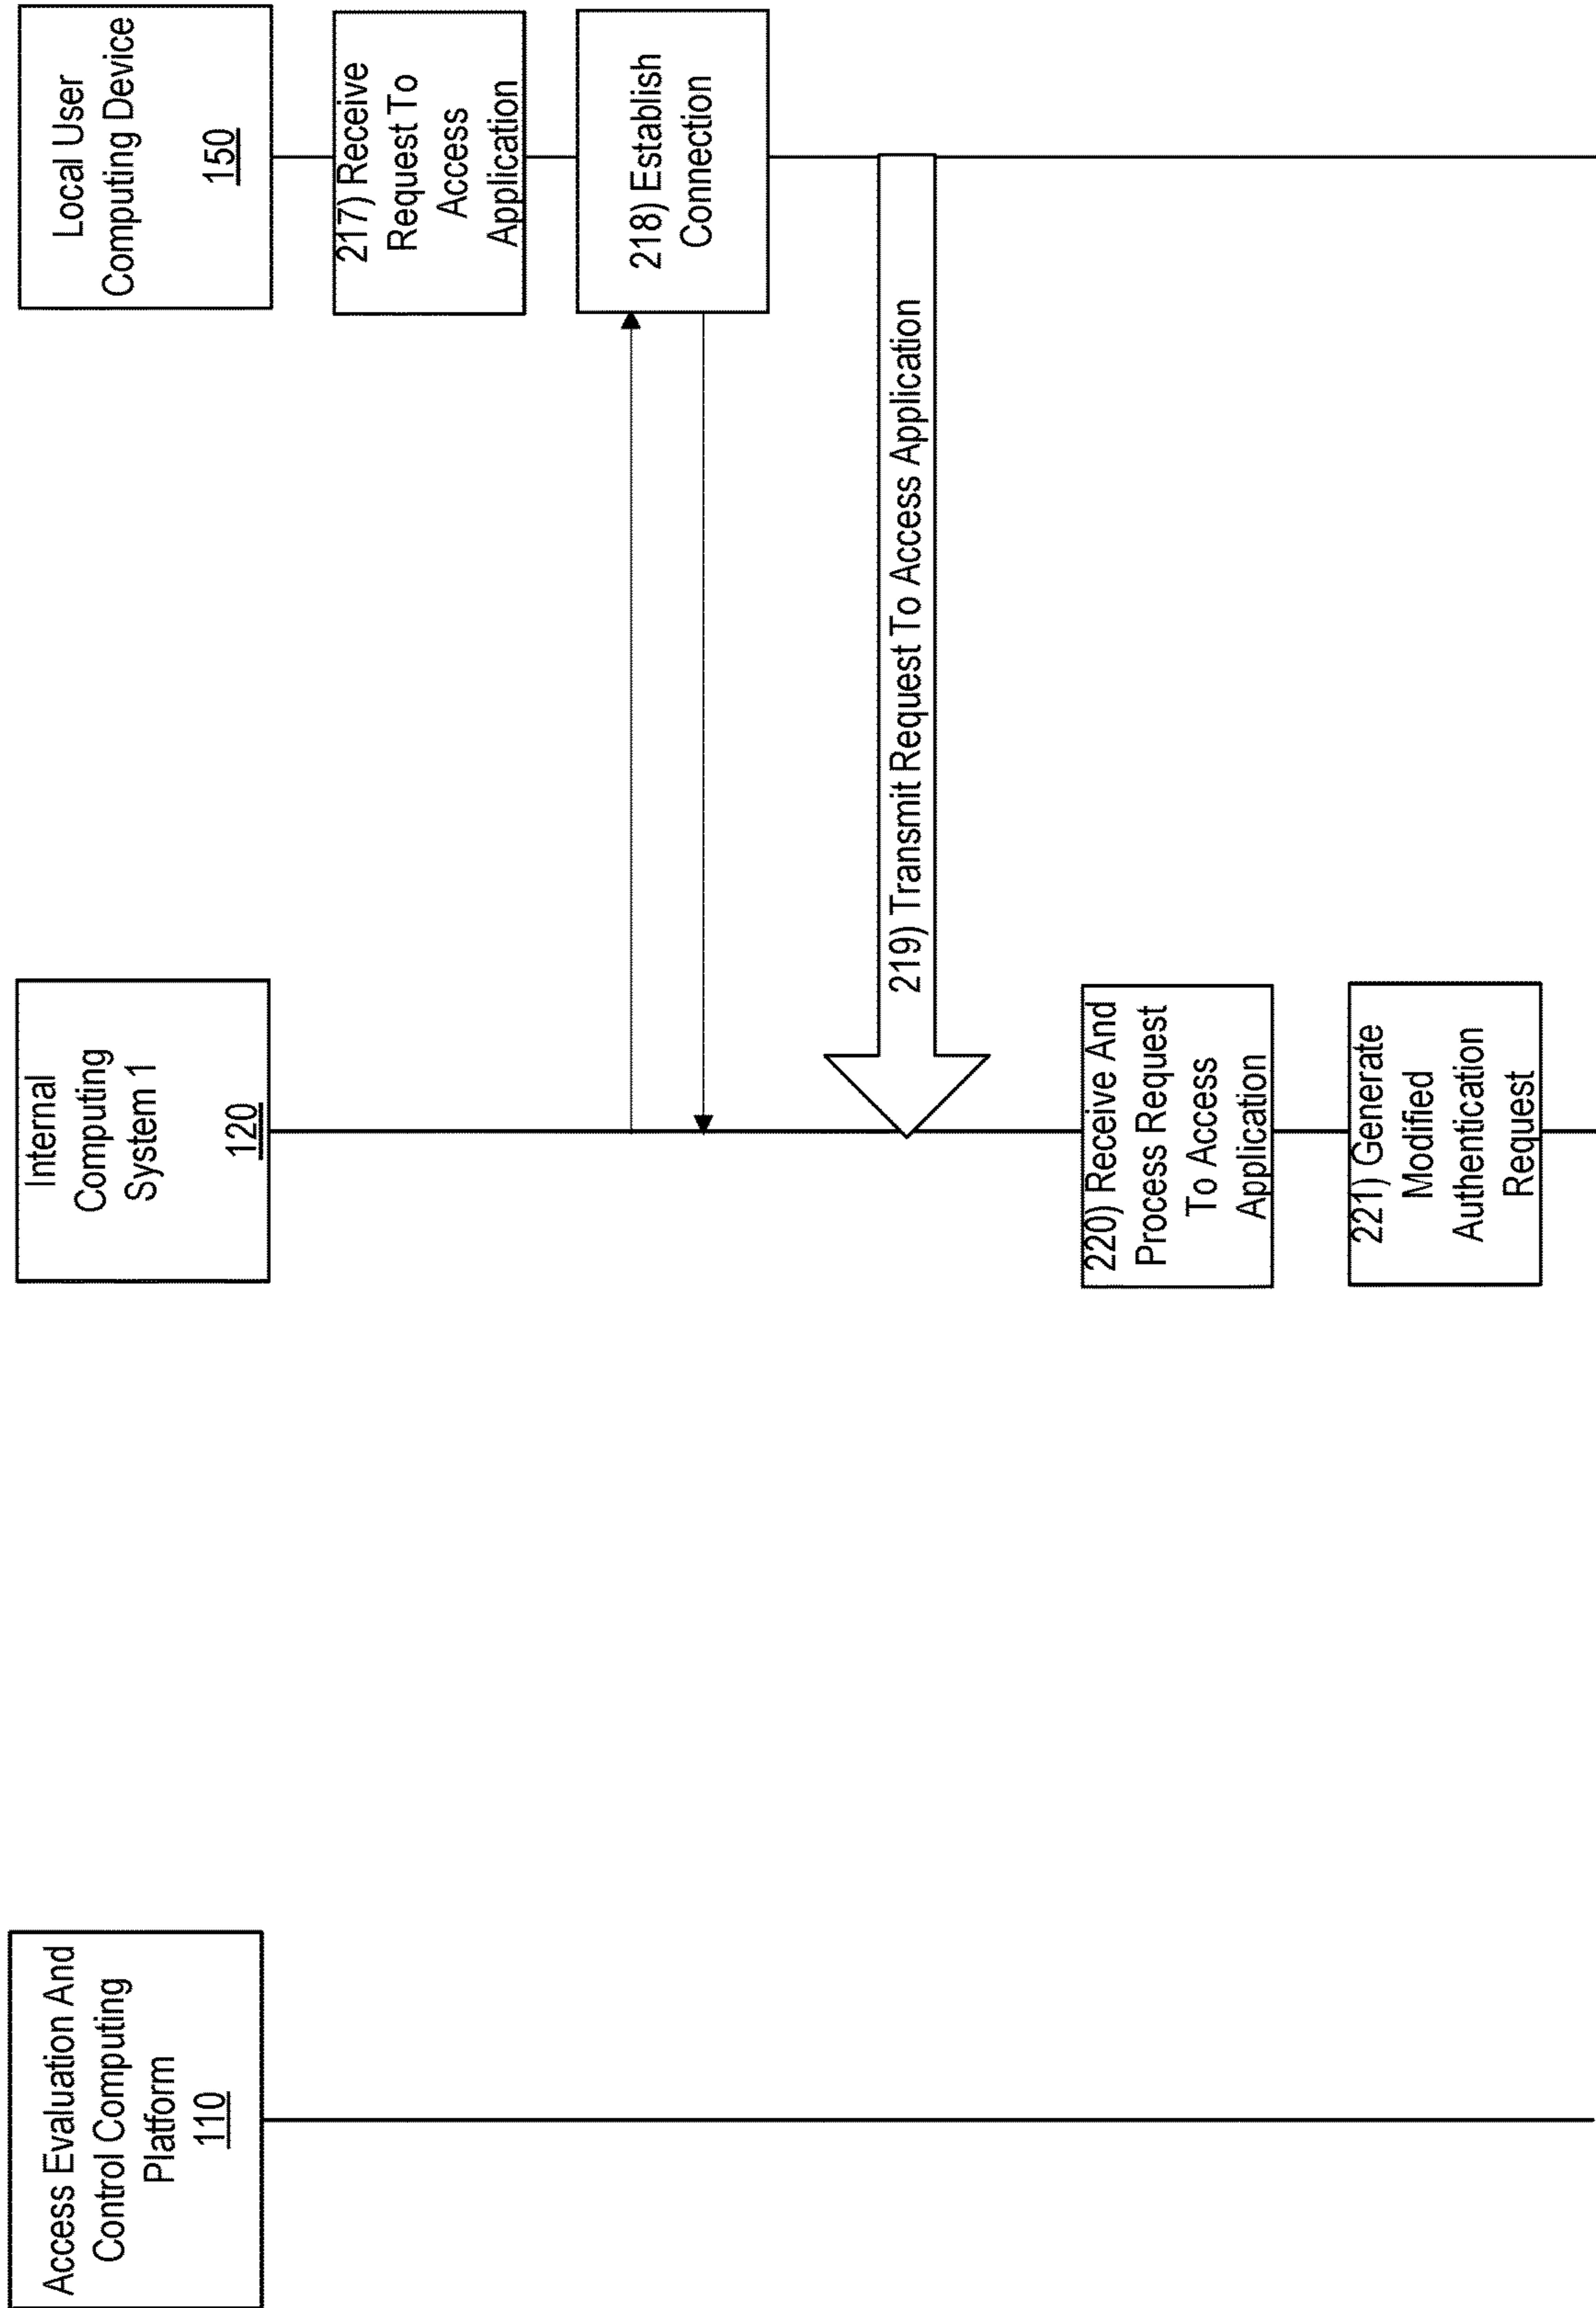 Access Evaluation And
Control Computing
Platform
110
Internal
Computing
System 1
120
Local User
Computing Device
150
217) Receive
Request To
Access
Application
218) Establish
Connection
219) Transmit Request To Access Application
220) Receive And
Process Request
To Access
Application
221) Generate
Modified
Authentication
Request